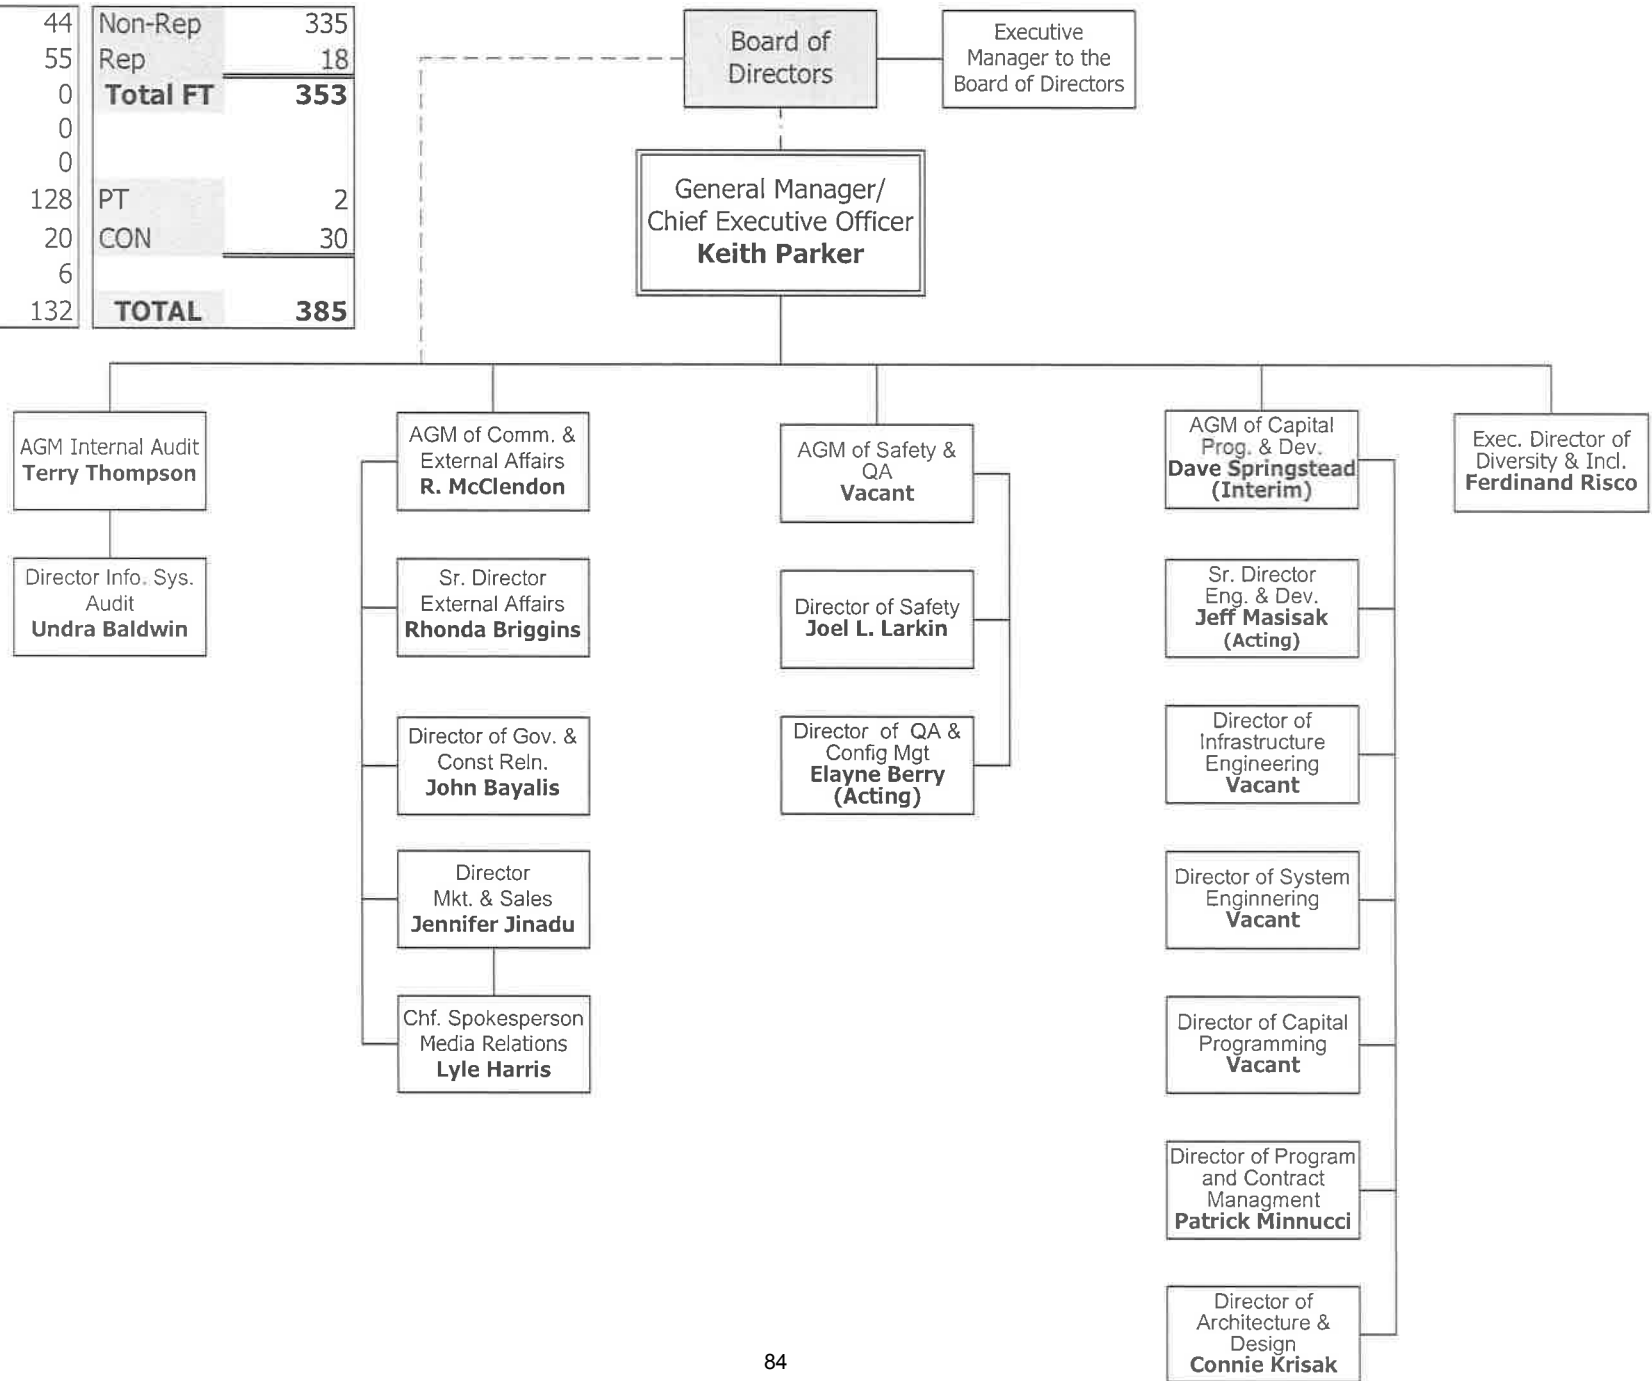 44 Non-Rep 335
55 Rep 18
0 Total FT 353
0
0
128 PT 2
20 CON 30
6
132 TOTAL 385
Board of
Directors
Executive
Manager to the
Board of Directors
General Manager/
Chief Executive Officer
Keith Parker
AGM Internal Audit
Terry Thompson
Director Info. Sys.
Audit
Undra Baldwin
AGM of Comm. &
External Affairs
R. McClendon
Sr. Director
External Affairs
Rhonda Briggins
Director of Gov. &
Const Reln.
John Bayalis
Director
Mkt. & Sales
Jennifer Jinadu
Chf. Spokesperson
Media Relations
Lyle Harris
AGM of Safety &
QA
Vacant
Director of Safety
Joel L. Larkin
Director of QA &
Config Mgt
Elayne Berry
(Acting)
AGM of Capital
Prog. & Dev.
Dave Springstead
(Interim)
Sr. Director
Eng. & Dev.
Jeff Masisak
(Acting)
Director of
Infrastructure
Engineering
Vacant
Director of System
Enginnering
Vacant
Director of Capital
Programming
Vacant
Director of Program
and Contract
Managment
Patrick Minnucci
Director of
Architecture &
Design
Connie Krisak
Exec. Director of
Diversity & Incl.
Ferdinand Risco
84